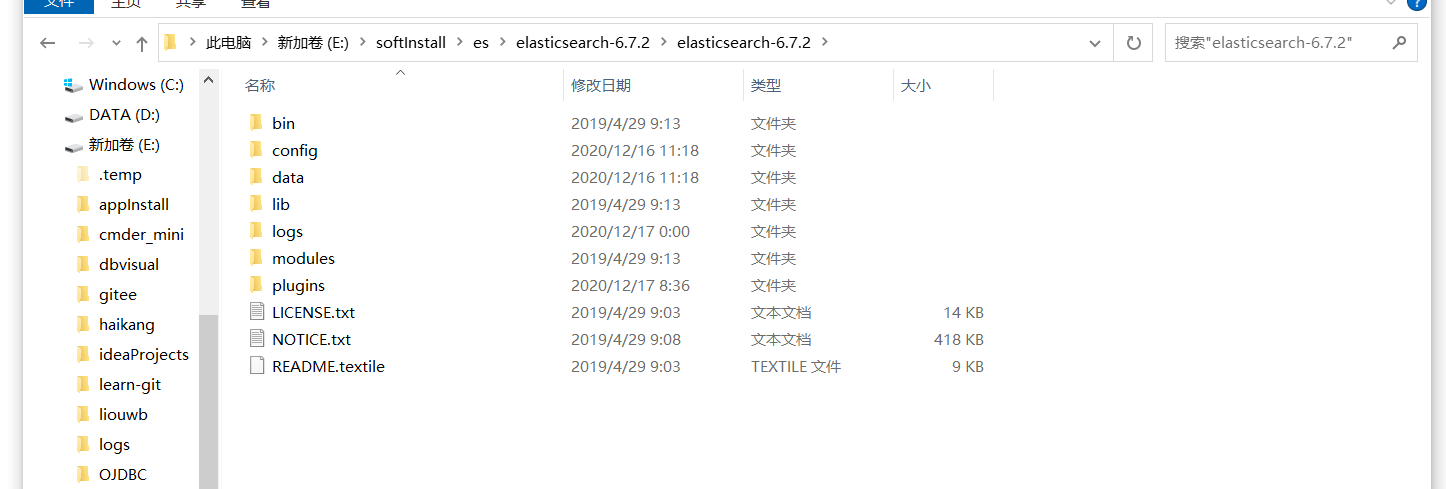 文件 主页 共享 查看
此电脑 新加卷 (E:) softInstall es elasticsearch-6.7.2 elasticsearch-6.7.2 搜索"elasticsearch-6.7.2"
Windows (C:)
DATA (D:)
新加卷 (E:)
.temp
appInstall
cmder_mini
dbvisual
gitee
haikang
ideaProjects
learn-git
liouwb
logs
OJDBC
名称 修改日期 类型 大小
bin 2019/4/29 9:13 文件夹
config 2020/12/16 11:18 文件夹
data 2020/12/16 11:18 文件夹
lib 2019/4/29 9:13 文件夹
logs 2020/12/17 0:00 文件夹
modules 2019/4/29 9:13 文件夹
plugins 2020/12/17 8:36 文件夹
LICENSE.txt 2019/4/29 9:03 文本文档 14 KB
NOTICE.txt 2019/4/29 9:08 文本文档 418 KB
README.textile 2019/4/29 9:03 TEXTILE 文件 9 KB